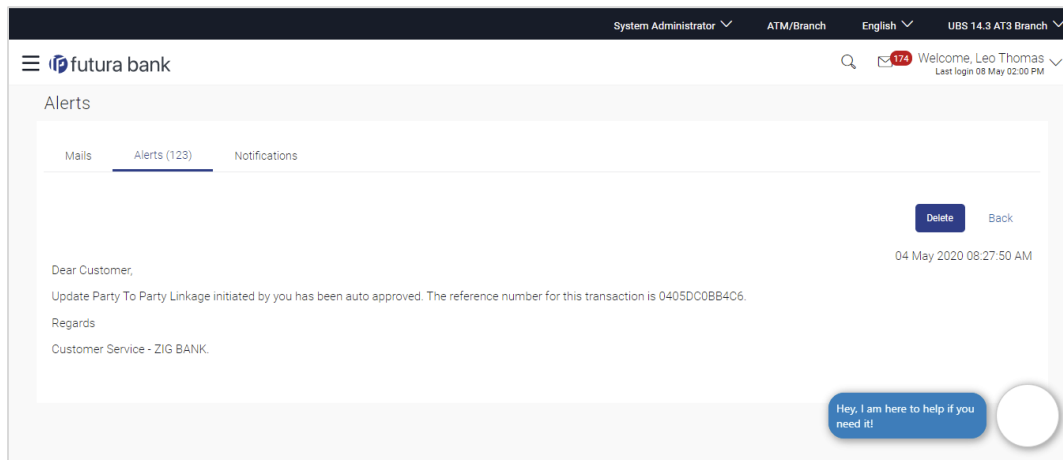 System Administrator ATM/Branch English UBS 14.3 AT3 Branch
futura bank 174 Welcome, Leo Thomas
Last login 08 May 02:00 PM
Alerts
Mails Alerts (123) Notifications
Delete Back
04 May 2020 08:27:50 AM
Dear Customer,
Update Party To Party Linkage initiated by you has been auto approved. The reference number for this transaction is 0405DC0BB4C6.
Regards
Customer Service - ZIG BANK.
Hey, I am here to help if you
need it!